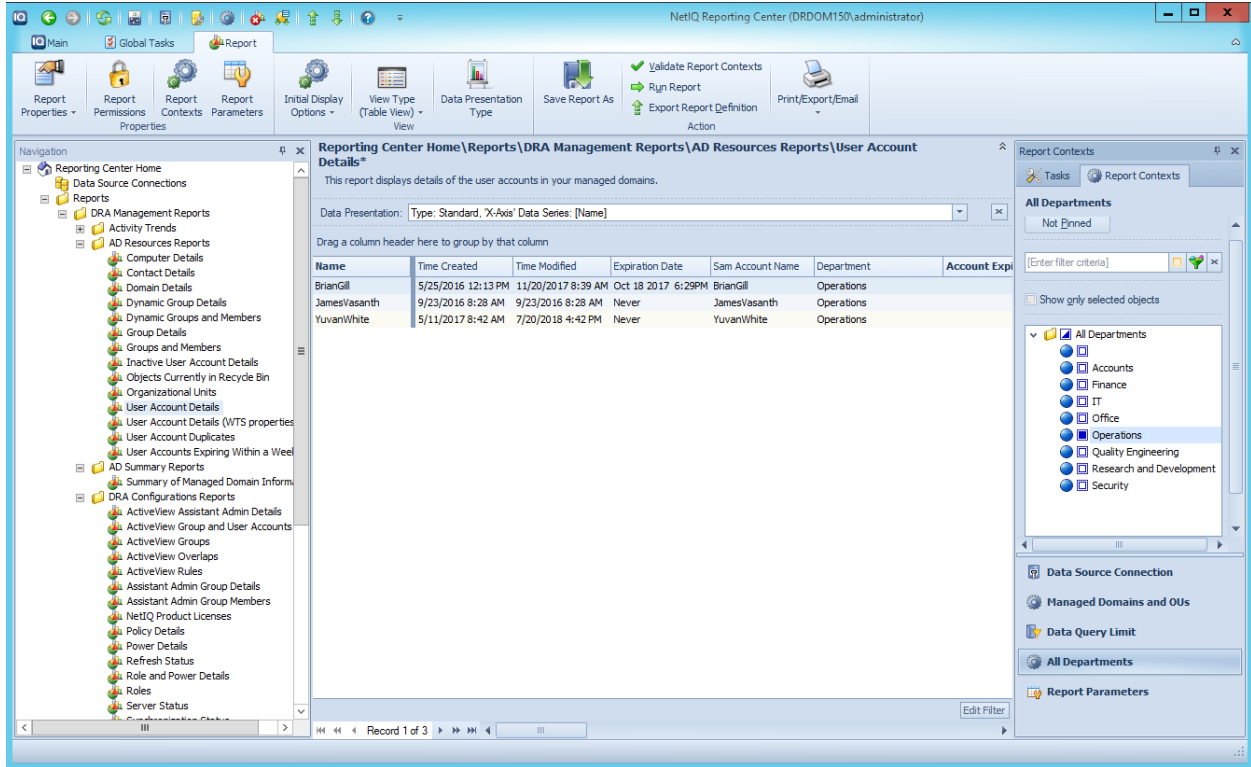 NetIQ Reporting Center (DRDOM150\administrator)
Main
Global Tasks
Report
Report Properties
Report Permissions
Report Contexts
Report Parameters
Properties
Initial Display Options
View Type (Table View)
View
Data Presentation Type
Save Report As
Validate Report Contexts
Run Report
Export Report Definition
Action
Print/Export/Email
Navigation
Reporting Center Home
Data Source Connections
Reports
DRA Management Reports
Activity Trends
AD Resources Reports
Computer Details
Contact Details
Domain Details
Dynamic Group Details
Dynamic Groups and Members
Group Details
Groups and Members
Inactive User Account Details
Objects Currently in Recycle Bin
Organizational Units
User Account Details
User Account Details (WTS properties
User Account Duplicates
User Accounts Expiring Within a Week
AD Summary Reports
Summary of Managed Domain Informa
DRA Configurations Reports
ActiveView Assistant Admin Details
ActiveView Group and User Accounts
ActiveView Groups
ActiveView Overlaps
ActiveView Rules
Assistant Admin Group Details
Assistant Admin Group Members
NetIQ Product Licenses
Policy Details
Power Details
Refresh Status
Role and Power Details
Roles
Server Status
Reporting Center Home\Reports\DRA Management Reports\AD Resources Reports\User Account
Details*
This report displays details of the user accounts in your managed domains.
Data Presentation: Type: Standard, 'X-Axis' Data Series: [Name]
Drag a column header here to group by that column
Name Time Created Time Modified Expiration Date Sam Account Name Department Account Expi
BrianGill 5/25/2016 12:13 PM 11/20/2017 8:39 AM Oct 18 2017 6:29PM BrianGill Operations
JamesVasanth 9/23/2016 8:28 AM 9/23/2016 8:28 AM Never JamesVasanth Operations
YuvanWhite 5/11/2017 8:42 AM 7/20/2018 4:42 PM Never YuvanWhite Operations
Edit Filter
Record 1 of 3
Report Contexts
Tasks
Report Contexts
All Departments
Not Pinned
[Enter filter criteria]
Show only selected objects
All Departments
Accounts
Finance
IT
Office
Operations
Quality Engineering
Research and Development
Security
Data Source Connection
Managed Domains and OUs
Data Query Limit
All Departments
Report Parameters